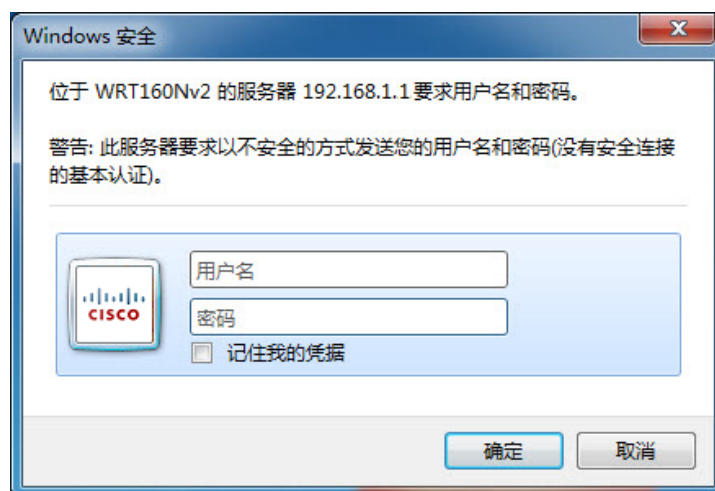 Windows 安全
位于 WRT160Nv2 的服务器 192.168.1.1要求用户名和密码。
警告: 此服务器要求以不安全的方式发送您的用户名和密码(没有安全连接
的基本认证)。
用户名
CISCO
密码
记住我的凭据
确定
取消